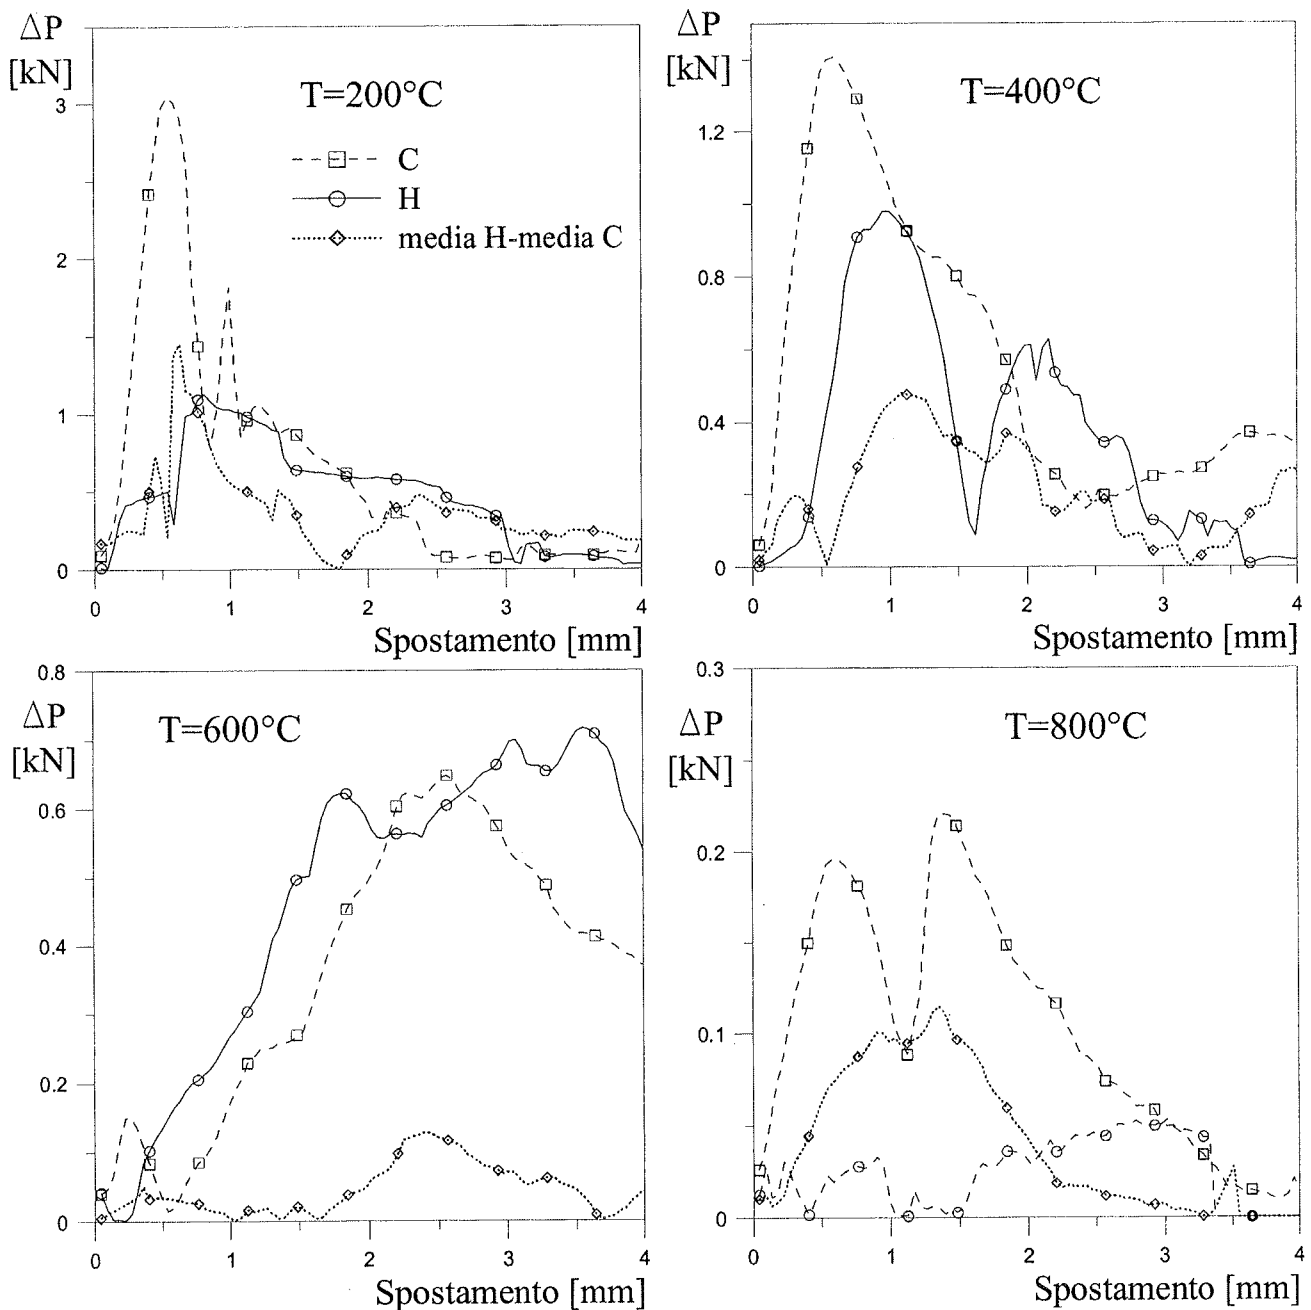 ΔP
[kN]
T=200°C
C
H
media H-media C
3
2
1
0
0 1 2 3 4
Spostamento [mm]
ΔP
[kN]
T=400°C
1.2
0.8
0.4
0
0 1 2 3 4
Spostamento [mm]
0.8
ΔP
[kN]
T=600°C
0.6
0.4
0.2
0
0 1 2 3 4
Spostamento [mm]
0.3
ΔP
[kN]
T=800°C
0.2
0.1
0
0 1 2 3 4
Spostamento [mm]